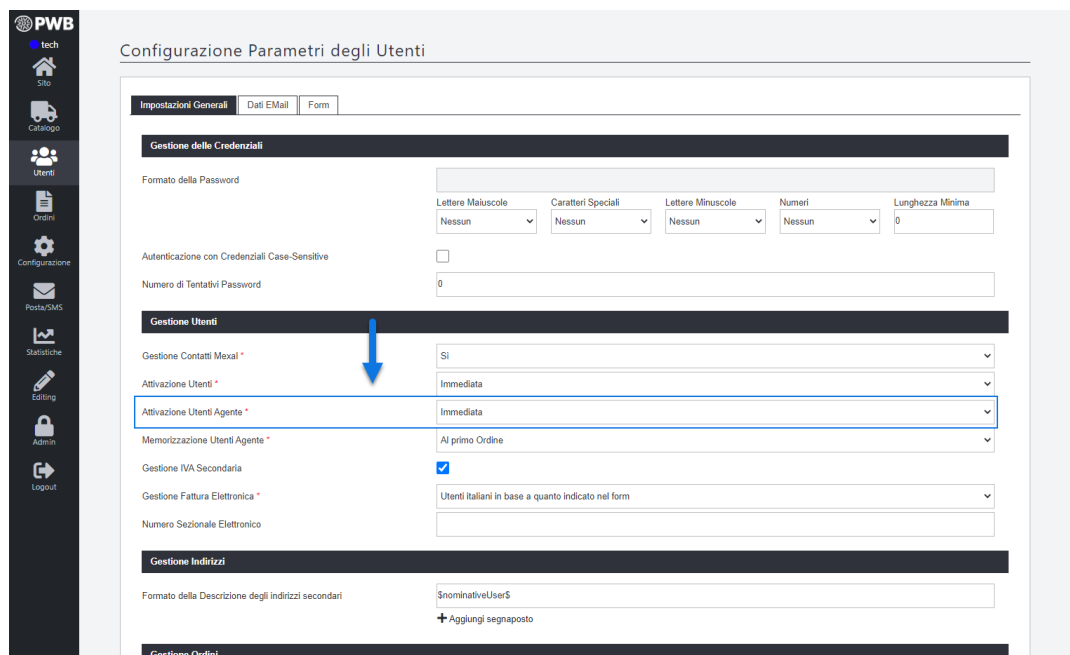 PWB
tech
Sito
Catalogo
Utenti
Ordini
Configurazione
Posta/SMS
Statistiche
Editing
Admin
Logout
Configurazione Parametri degli Utenti
Impostazioni Generali Dati EMail Form
Gestione delle Credenziali
Formato della Password
Lettere Maiuscole Caratteri Speciali Lettere Minuscole Numeri Lunghezza Minima
Nessun Nessun Nessun Nessun 0
Autenticazione con Credenziali Case-Sensitive
Numero di Tentativi Password 0
Gestione Utenti
Gestione Contatti Mexal * Si
Attivazione Utenti * Immediata
Attivazione Utenti Agente * Immediata
Memorizzazione Utenti Agente * Al primo Ordine
Gestione IVA Secondaria
Gestione Fattura Elettronica * Utenti italiani in base a quanto indicato nel form
Numero Sezionale Elettronico
Gestione Indirizzi
Formato della Descrizione degli indirizzi secondari $nominativeUser$
+ Aggiungi segnaposto
Gestione Ordini